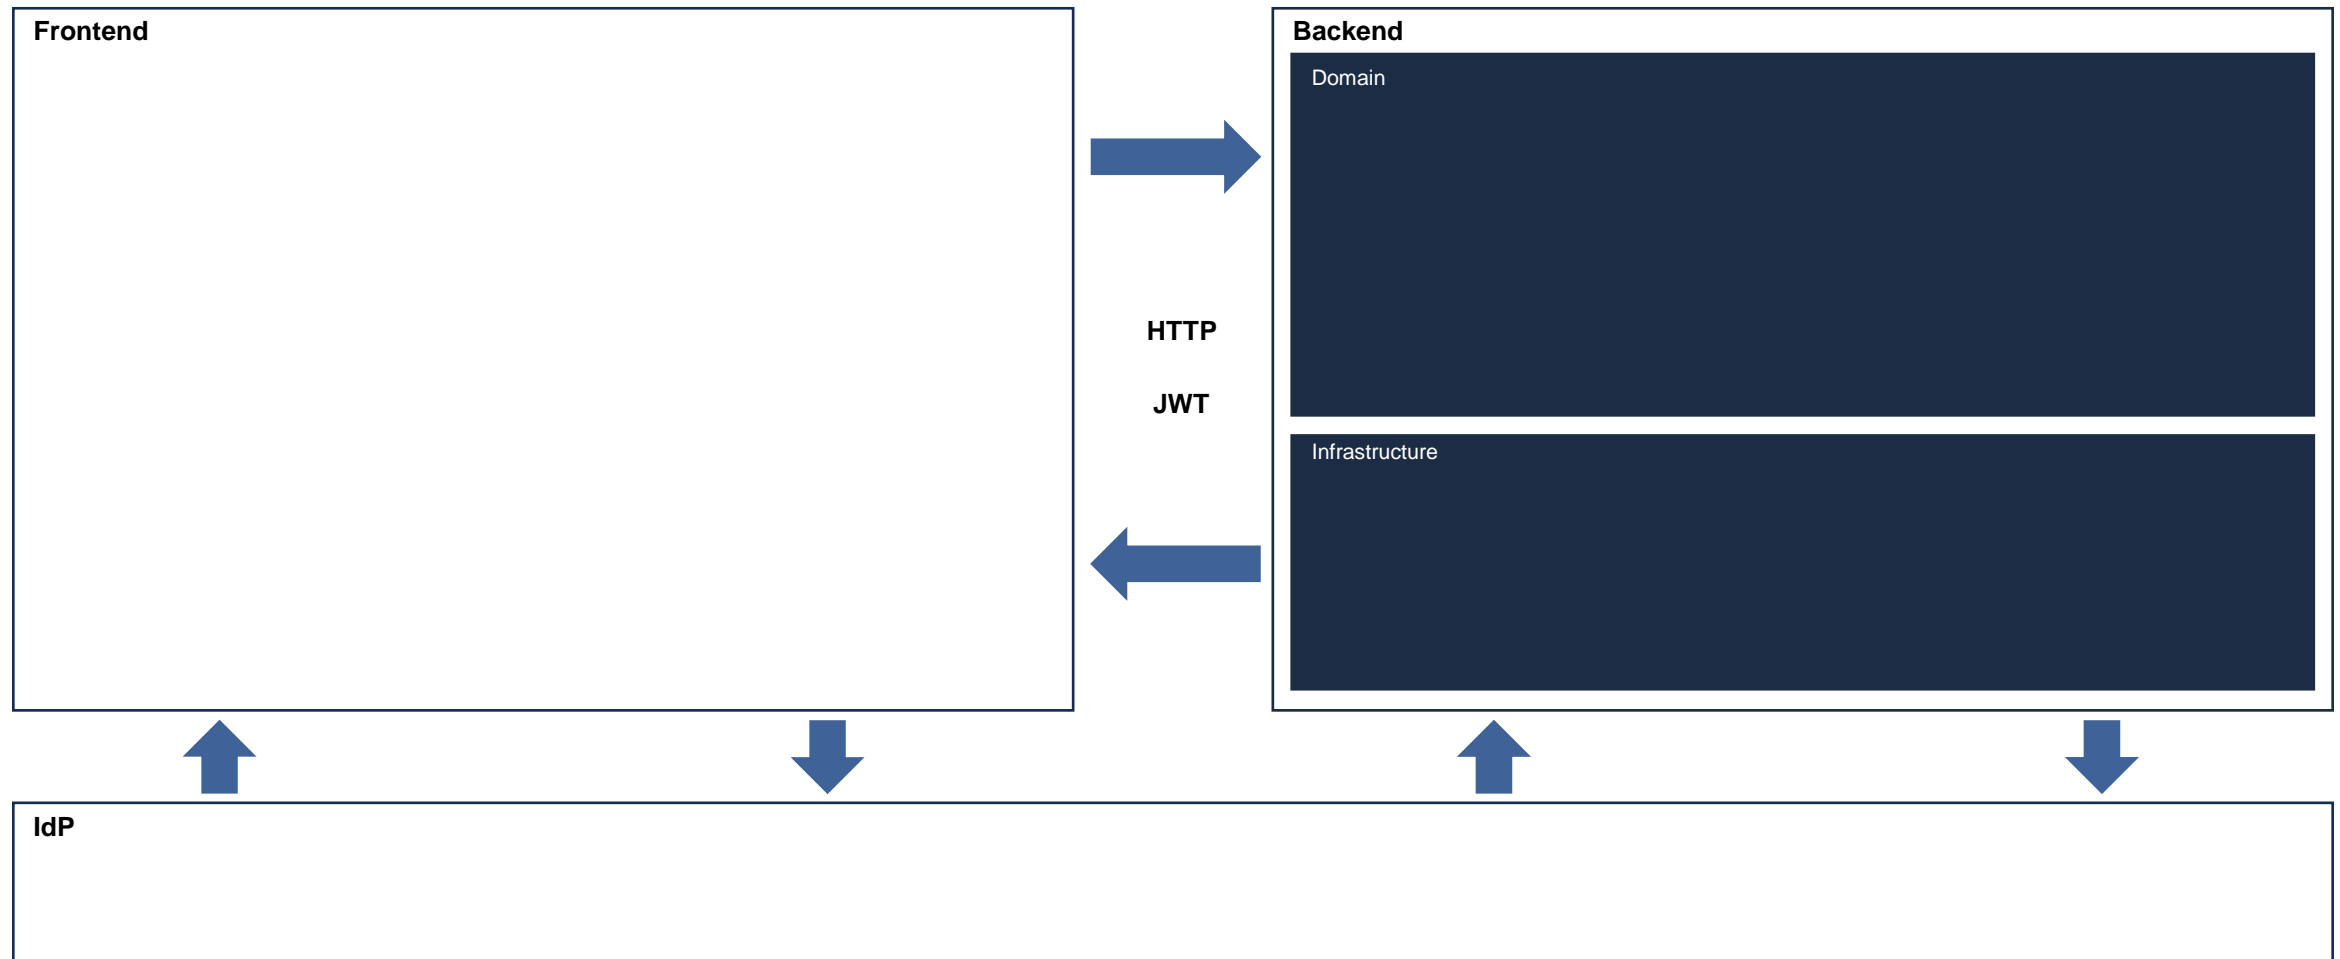 Frontend
Backend
Domain
HTTP
JWT
Infrastructure
IdP